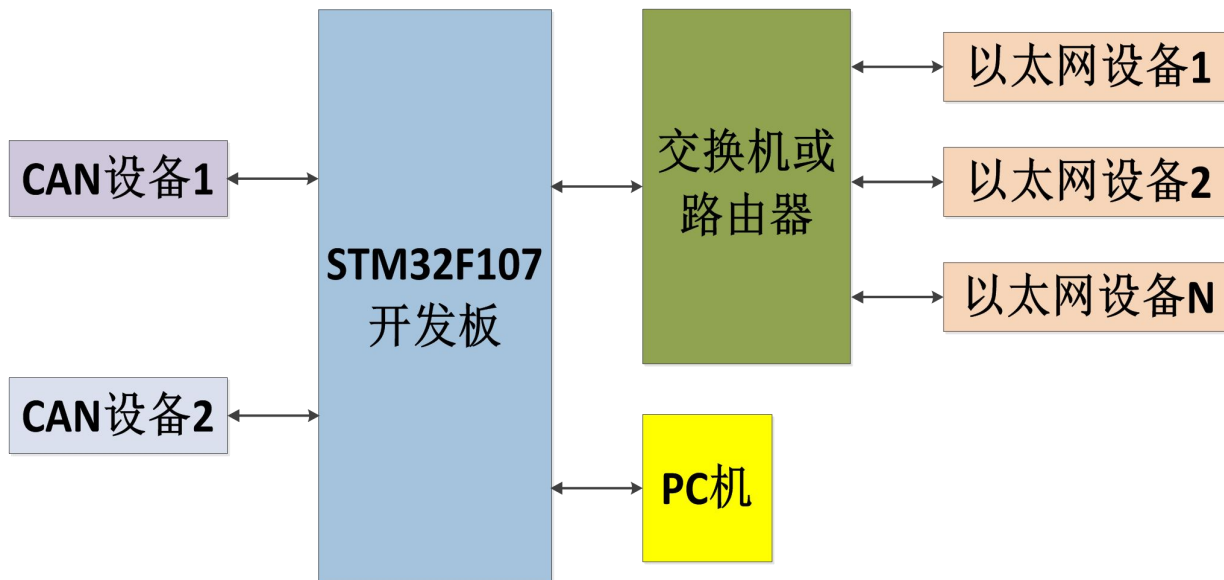 CAN设备1
CAN设备2
STM32F107
开发板
交换机或
路由器
PC机
以太网设备1
以太网设备2
以太网设备N